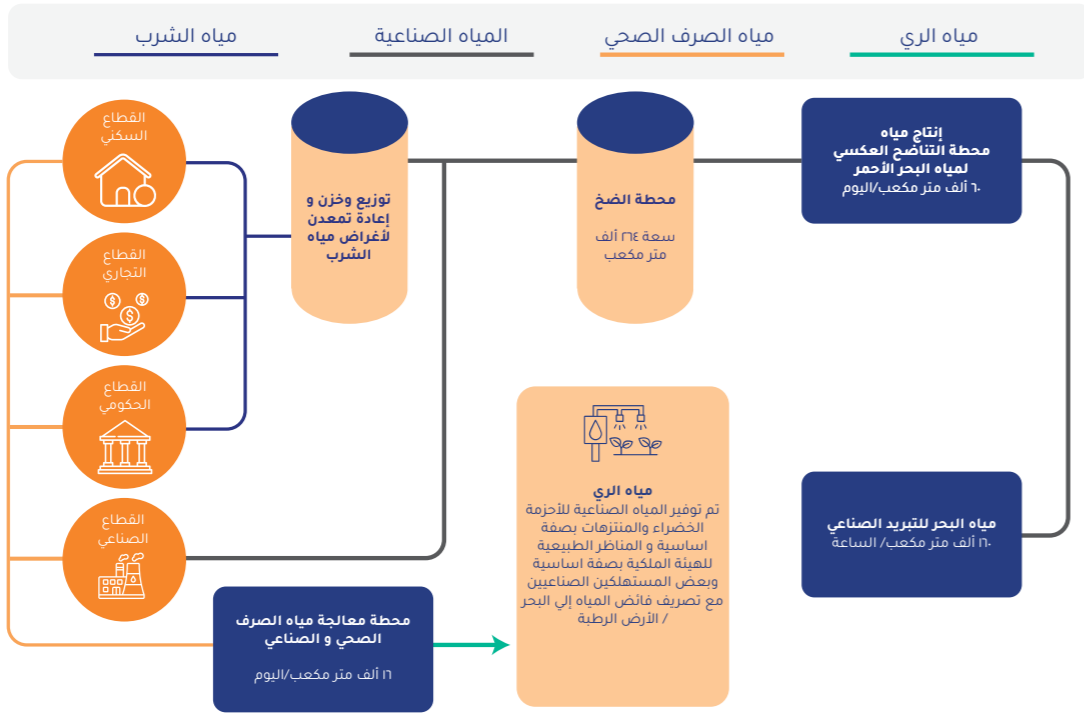 مياه الري
مياه الصرف الصحي
المياه الصناعية
مياه الشرب
إنتاج مياه
محطة التناضح العكسي
لمياه البحر الأحمر
٦٠ ألف متر مكعب/اليوم
محطة الضخ
سعة ٢٦٤ ألف
متر مكعب
توزيع وخزن و
إعادة تمعدن
لأغراض مياه
الشرب
القطاع
السكني
القطاع
التجاري
القطاع
الحكومي
القطاع
الصناعي
مياه البحر للتبريد الصناعي
١٦٠ ألف متر مكعب/ الساعة
مياه الري
تم توفير المياه الصناعية للأحزمة
الخضراء والمنتزهات بصفة
اساسية و المناظر الطبيعية
للهيئة الملكية بصفة اساسية
وبعض المستهلكين الصناعيين
مع تصريف فائض المياه إلي البحر
/ الأرض الرطبة
محطة معالجة مياه الصرف
الصحي و الصناعي
١٦ ألف متر مكعب/اليوم